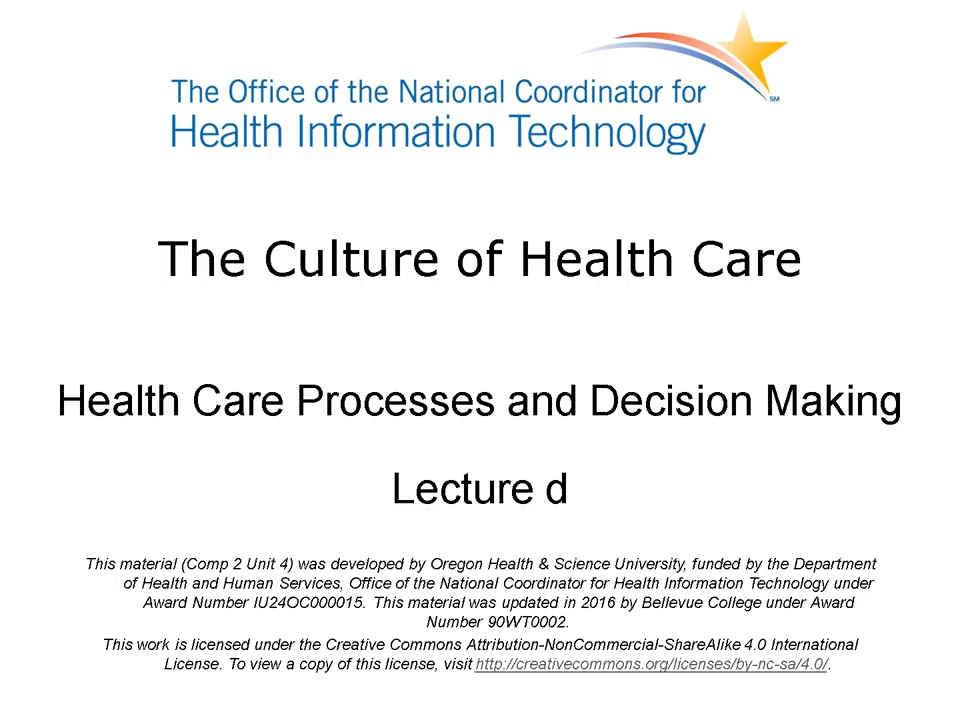 The Office of the National Coordinator for
Health Information Technology
SM
The Culture of Health Care
Health Care Processes and Decision Making
Lecture d
This material (Comp 2 Unit 4) was developed by Oregon Health & Science University, funded by the Department
of Health and Human Services, Office of the National Coordinator for Health Information Technology under
Award Number IU24OC000015. This material was updated in 2016 by Bellevue College under Award
Number 90WT0002.
This work is licensed under the Creative Commons Attribution-NonCommercial-ShareAlike 4.0 International
License. To view a copy of this license, visit http://creativecommons.org/licenses/by-nc-sa/4.0/.